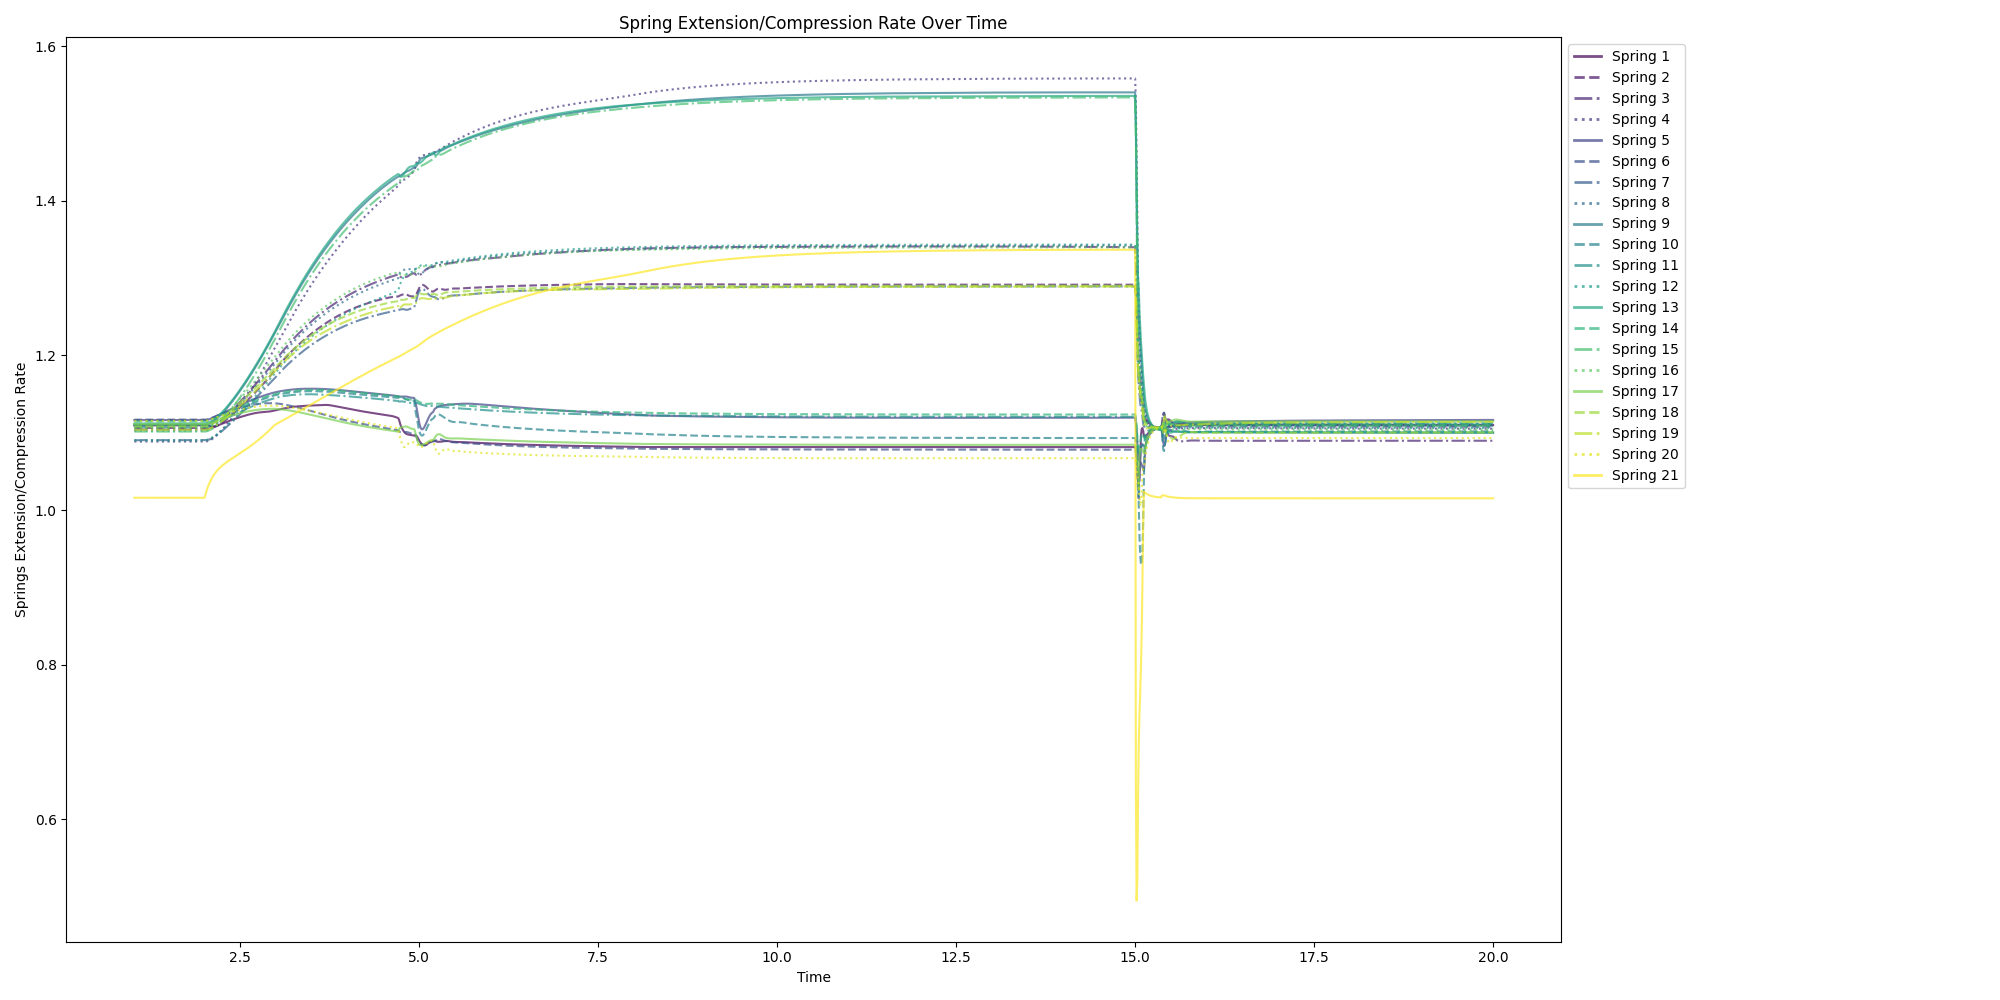 Spring Extension/Compression Rate Over Time
Springs Extension/Compression Rate
1.6
1.4
1.2
1.0
0.8
0.6
2.5
5.0
7.5
10.0
12.5
15.0
17.5
20.0
Time
Spring 1
Spring 2
Spring 3
Spring 4
Spring 5
Spring 6
Spring 7
Spring 8
Spring 9
Spring 10
Spring 11
Spring 12
Spring 13
Spring 14
Spring 15
Spring 16
Spring 17
Spring 18
Spring 19
Spring 20
Spring 21